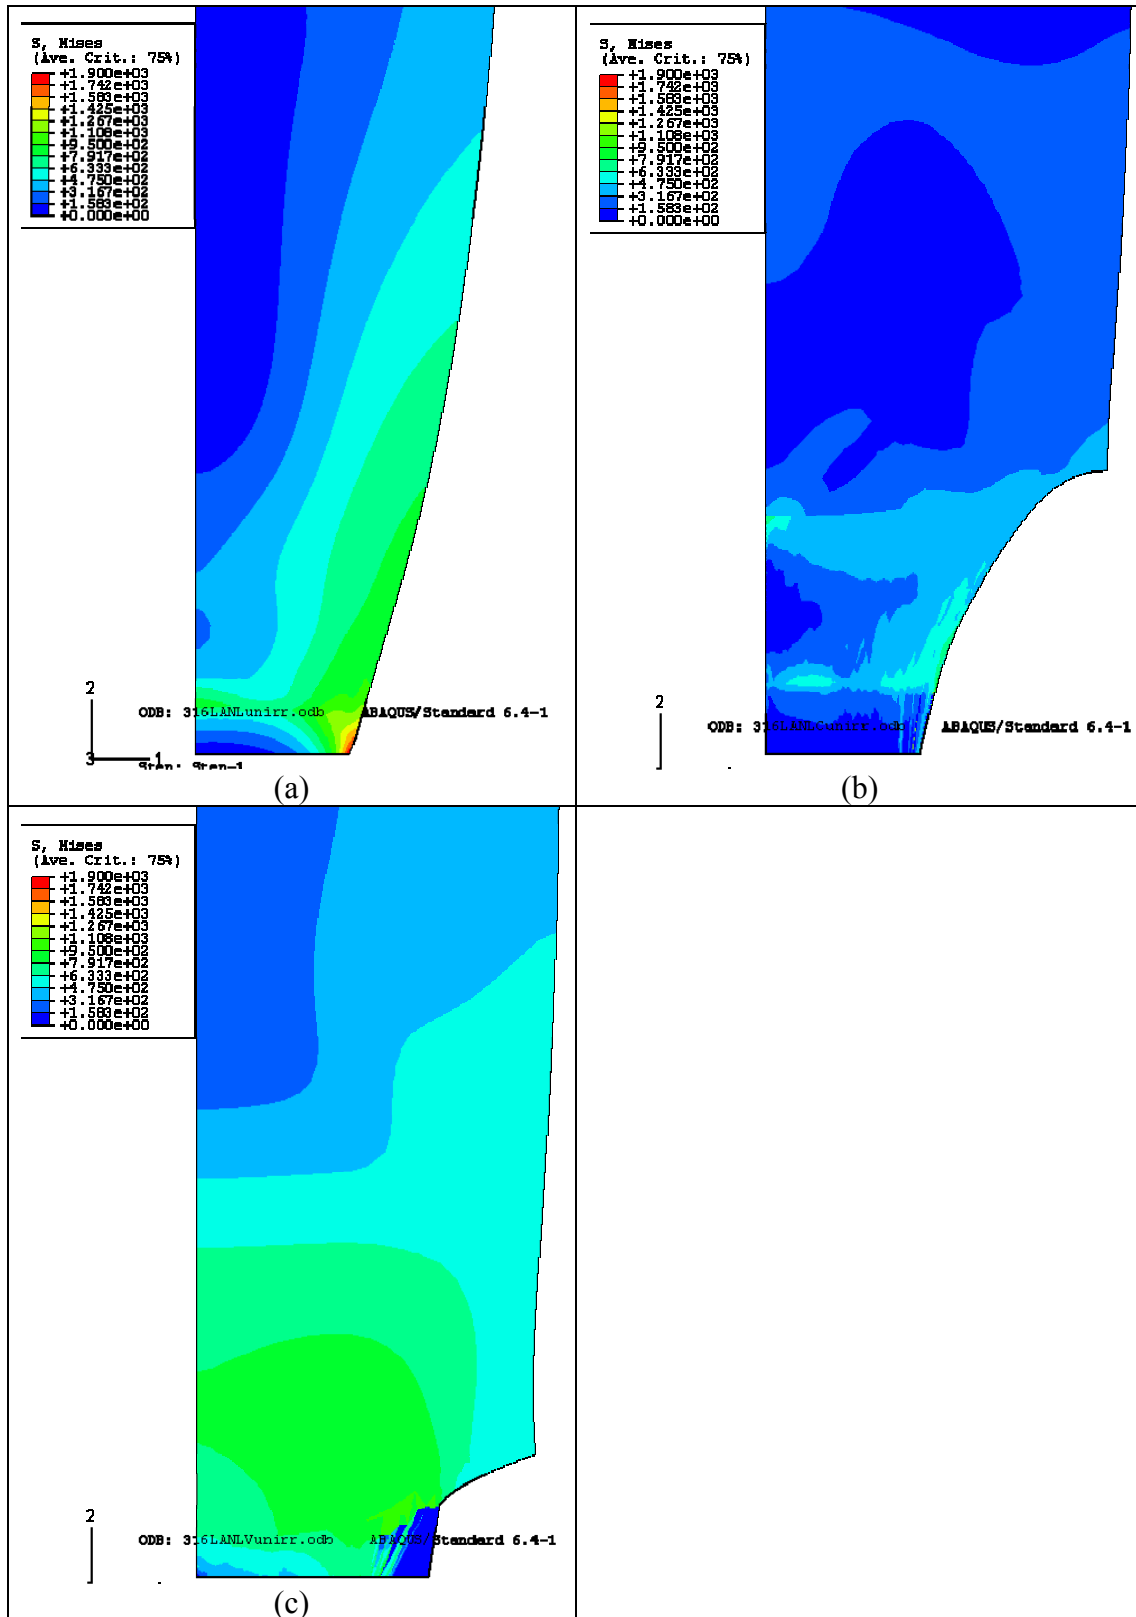 S, Mises
(Ave. Crit.: 75%)
+1.900e+03
+1.742e+03
+1.583e+03
+1.425e+03
+1.267e+03
+1.108e+03
+9.500e+02
+7.917e+02
+6.333e+02
+4.750e+02
+3.167e+02
+1.583e+02
+0.000e+00
2
3
1
ODB: 316LANLunirr.odb ABAQUS/Standard 6.4-1
Step: Step-1
(a)
S, Mises
(Ave. Crit.: 75%)
+1.900e+03
+1.742e+03
+1.583e+03
+1.425e+03
+1.267e+03
+1.108e+03
+9.500e+02
+7.917e+02
+6.333e+02
+4.750e+02
+3.167e+02
+1.583e+02
+0.000e+00
2
ODB: 316LANLGunirr.odb ABAQUS/Standard 6.4-1
(b)
S, Mises
(Ave. Crit.: 75%)
+1.900e+03
+1.742e+03
+1.583e+03
+1.425e+03
+1.267e+03
+1.108e+03
+9.500e+02
+7.917e+02
+6.333e+02
+4.750e+02
+3.167e+02
+1.583e+02
+0.000e+00
2
ODB: 316LANLVunirr.odb ABAQUS/Standard 6.4-1
(c)